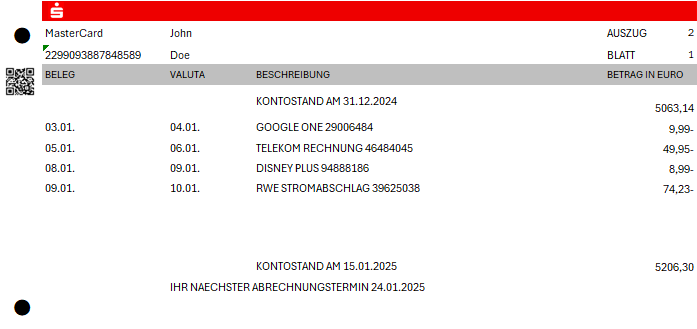 MasterCard John AUSZUG 2
2299093887848589 Doe BLATT 1
BELEG VALUTA BESCHREIBUNG BETRAG IN EURO
KONTOSTAND AM 31.12.2024 5063,14
03.01. 04.01. GOOGLE ONE 29006484 9,99-
05.01. 06.01. TELEKOM RECHNUNG 46484045 49,95-
08.01. 09.01. DISNEY PLUS 94888186 8,99-
09.01. 10.01. RWE STROMABSCHLAG 39625038 74,23-
KONTOSTAND AM 15.01.2025 5206,30
IHR NAECHSTER ABRECHNUNGSTERMIN 24.01.2025